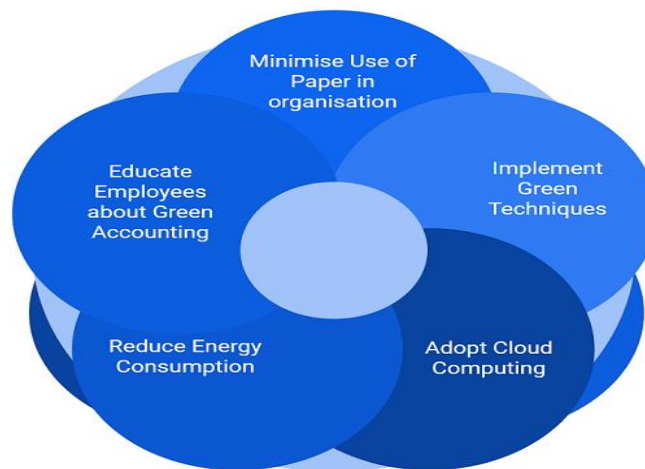 Minimise Use of
Paper in
organisation
Implement
Green
Techniques
Adopt Cloud
Computing
Reduce Energy
Consumption
Educate
Employees
about Green
Accounting